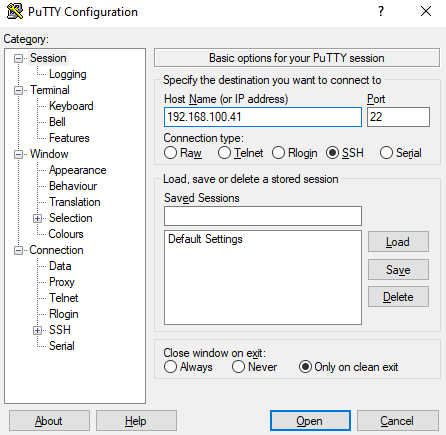 PuTTY Configuration
? ×
Category:
Session
Logging
Terminal
Keyboard
Bell
Features
Window
Appearance
Behaviour
Translation
Selection
Colours
Connection
Data
Proxy
Telnet
Rlogin
SSH
Serial
Basic options for your PuTTY session
Specify the destination you want to connect to
Host Name (or IP address) Port
192.168.100.41 22
Connection type:
Raw Telnet Rlogin SSH Serial
Load, save or delete a stored session
Saved Sessions
Default Settings
Load
Save
Delete
Close window on exit:
Always Never Only on clean exit
About Help Open Cancel